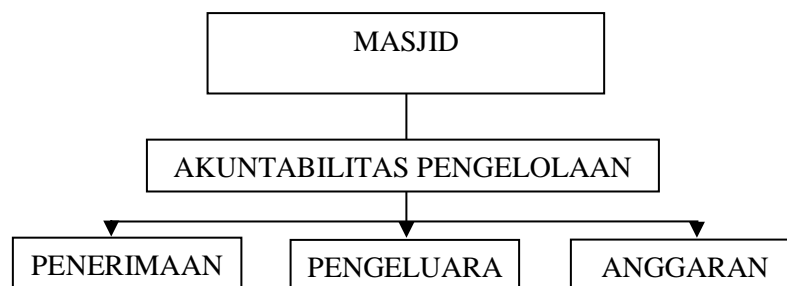 MASJID
AKUNTABILITAS PENGELOLAAN
PENERIMAAN PENGELUARA ANGGARAN